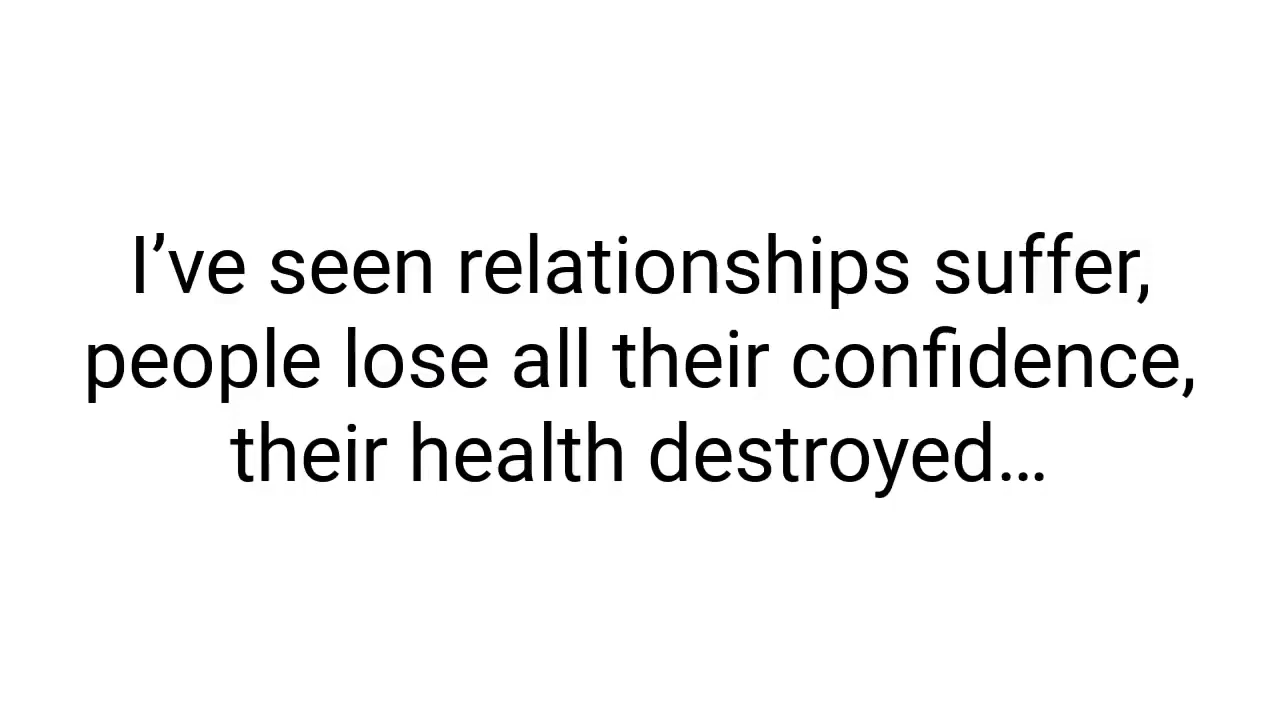 I’ve seen relationships suffer,
people lose all their confidence,
their health destroyed…